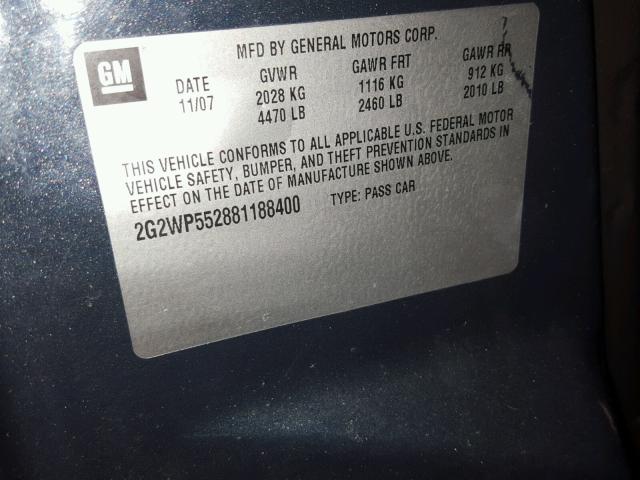 GM
MFD BY GENERAL MOTORS CORP.
DATE GVWR GAWR FRT GAWR RR
11/07 2028 KG 1116 KG 912 KG
4470 LB 2460 LB 2010 LB
THIS VEHICLE CONFORMS TO ALL APPLICABLE U.S. FEDERAL MOTOR
VEHICLE SAFETY, BUMPER, AND THEFT PREVENTION STANDARDS IN
EFFECT ON THE DATE OF MANUFACTURE SHOWN ABOVE.
2G2WP552881188400 TYPE: PASS CAR